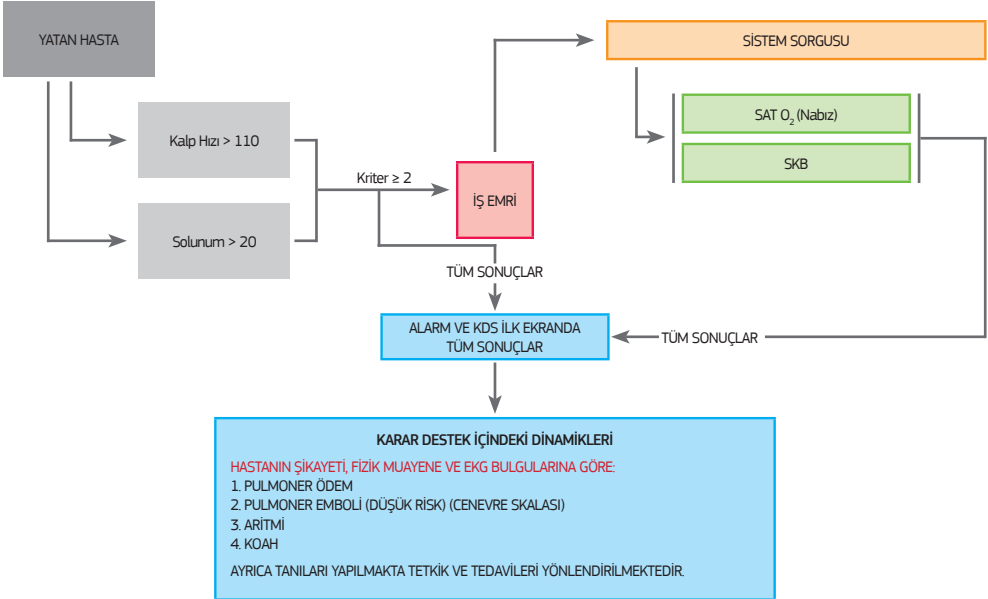 YATAN HASTA
SİSTEM SORGUSU
Kalp Hızı > 110
SAT O₂ (Nabız)
SKB
Kriter ≥ 2
İŞ EMRİ
Solunum > 20
TÜM SONUÇLAR
ALARM VE KDS İLK EKRANDA
TÜM SONUÇLAR
TÜM SONUÇLAR
KARAR DESTEK İÇİNDEKİ DİNAMİKLERİ
HASTANIN ŞİKAYETİ, FİZİK MUAYENE VE EKG BULGULARINA GÖRE:
1. PULMONER ÖDEM
2. PULMONER EMBOLİ (DÜŞÜK RİSK) (CENEVRE SKALASI)
3. ARİTMİ
4. KOAH
AYRICA TANILARI YAPILMAKTA TETKİK VE TEDAVİLERİ YÖNLENDİRİLMEKTEDİR.